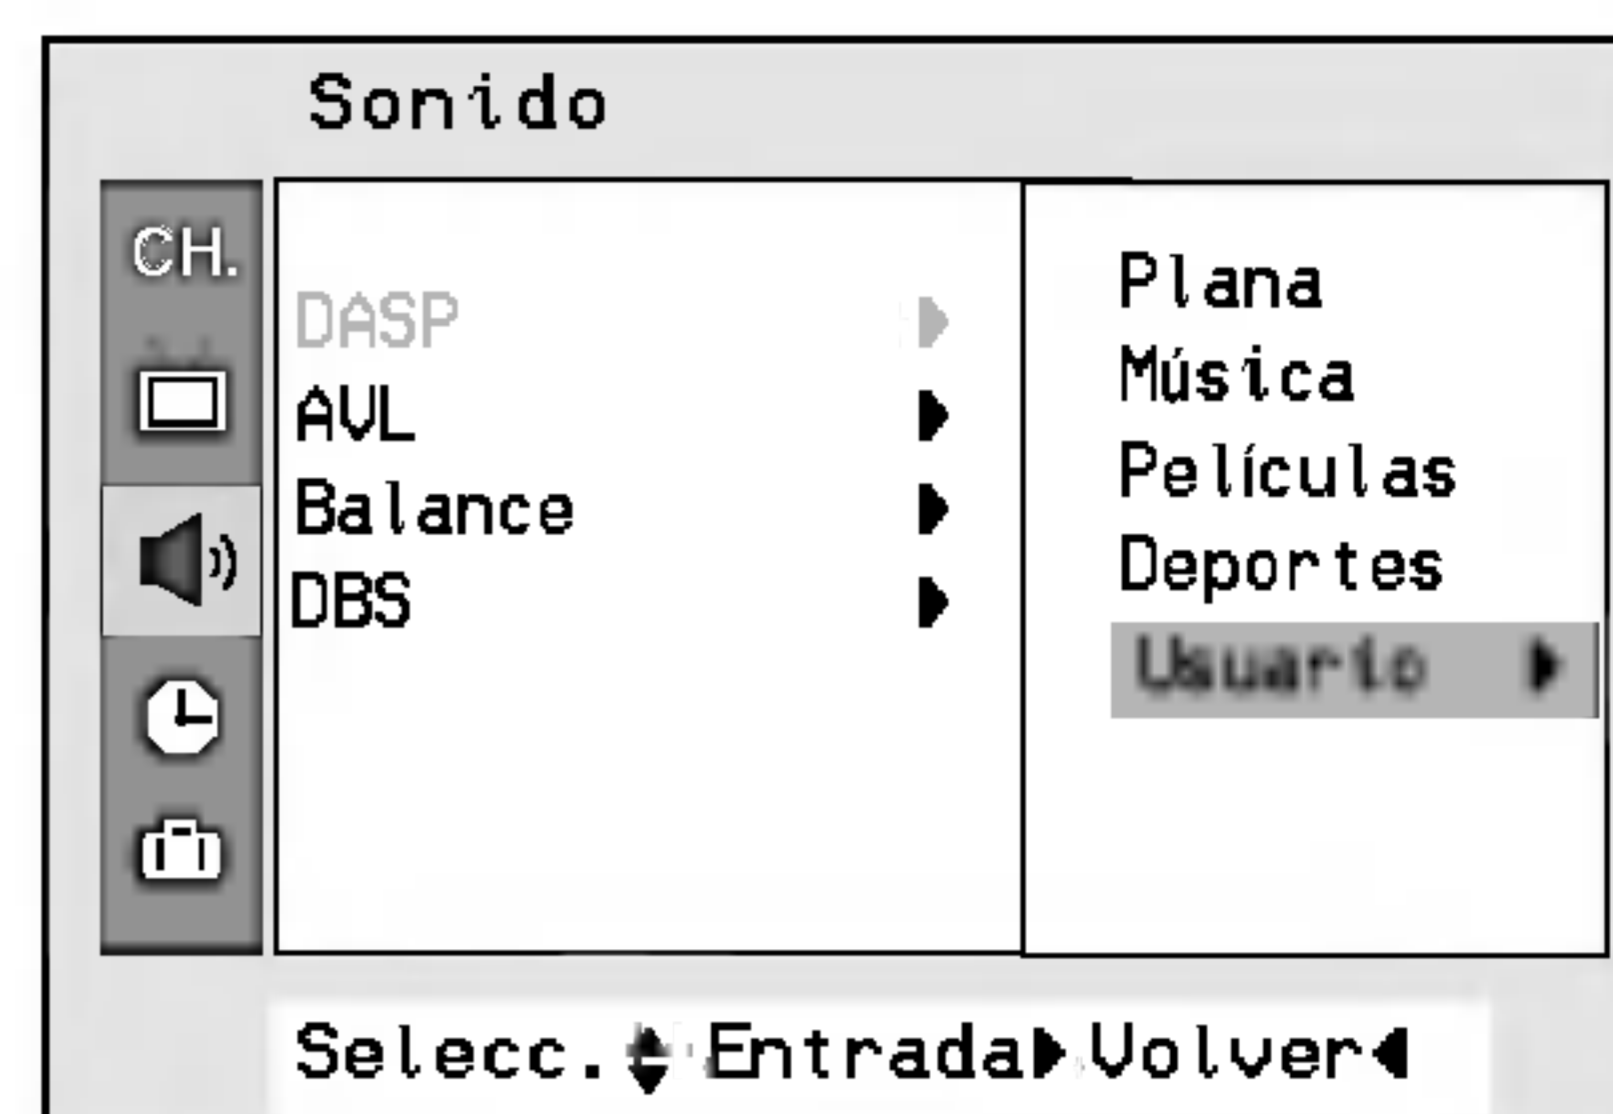 Sonido
CH.
DASP
AVL
Balance
DBS
Plana
Música
Películas
Deportes
Usuario
Selecc. Entrada Volver